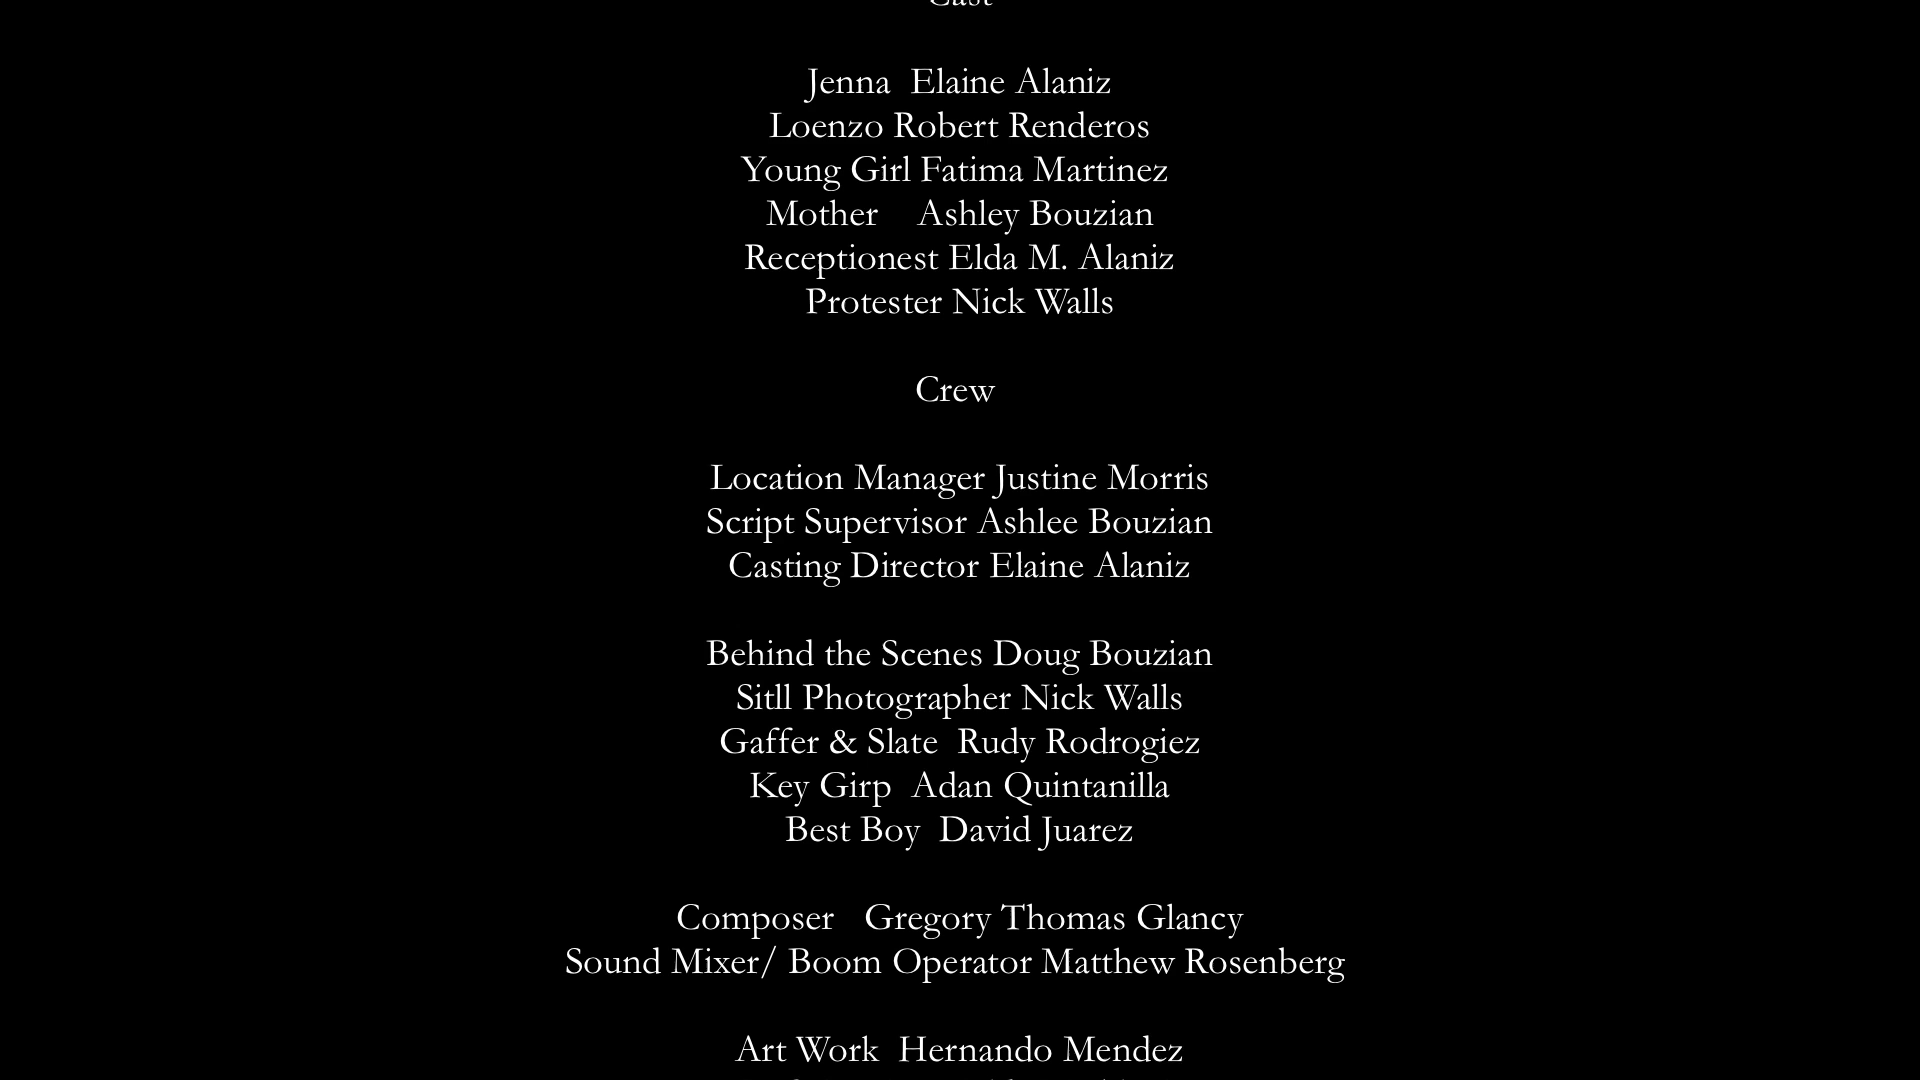 Cast
Jenna  Elaine Alaniz
Loenzo Robert Renderos
Young Girl Fatima Martinez
Mother    Ashley Bouzian
Receptionest Elda M. Alaniz
Protester Nick Walls
Crew
Location Manager Justine Morris
Script Supervisor Ashlee Bouzian
Casting Director Elaine Alaniz
Behind the Scenes Doug Bouzian
Sitll Photographer Nick Walls
Gaffer & Slate  Rudy Rodrogiez
Key Girp  Adan Quintanilla
Best Boy  David Juarez
Composer   Gregory Thomas Glancy
Sound Mixer/ Boom Operator Matthew Rosenberg
Art Work  Hernando Mendez